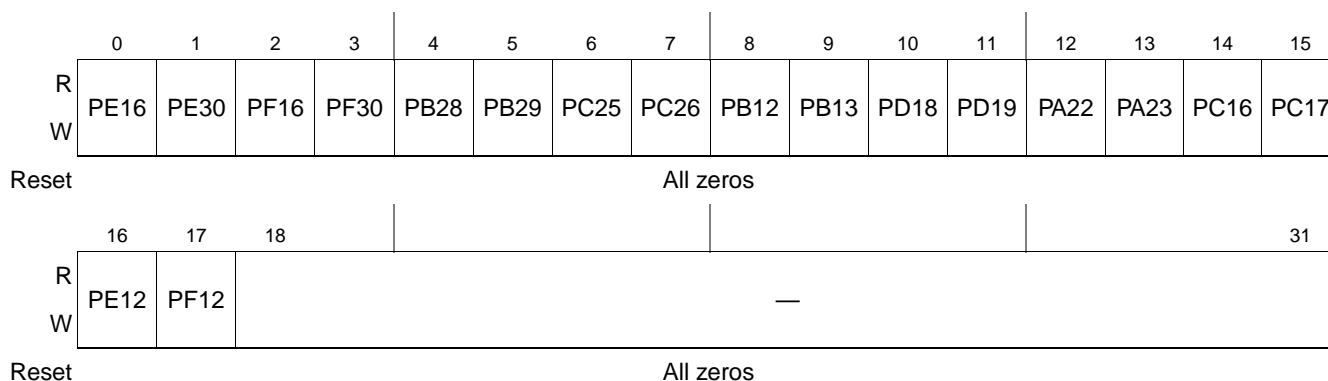 0 1 2 3 4 5 6 7 8 9 10 11 12 13 14 15
R
PE16 PE30 PF16 PF30 PB28 PB29 PC25 PC26 PB12 PB13 PD18 PD19 PA22 PA23 PC16 PC17
W
Reset All zeros
16 17 18 31
R
PE12 PF12 —
W
Reset All zeros